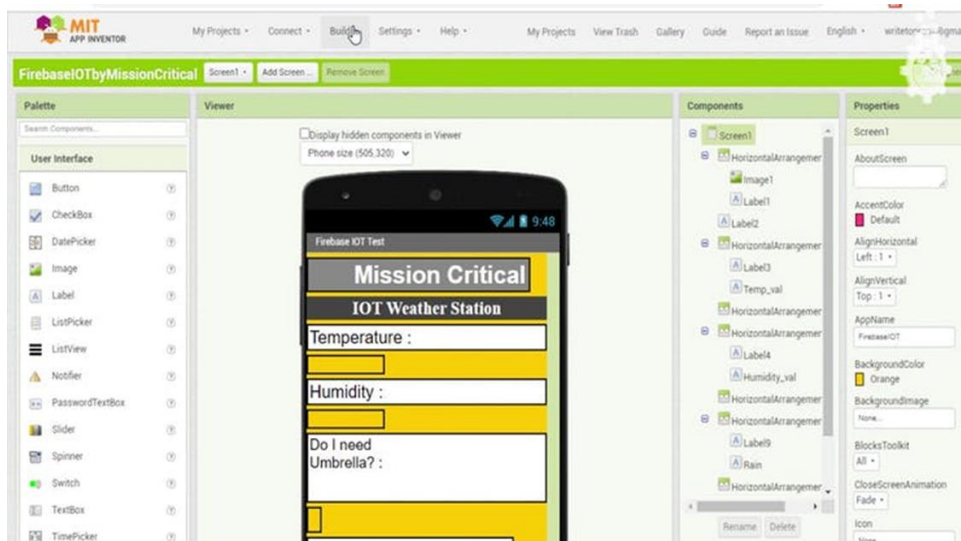 MIT
APP INVENTOR
My Projects
Connect
Build
Settings
Help
My Projects
View Trash
Gallery
Guide
Report an Issue
English
FirebaseIOTbyMissionCritical
Screen1
Add Screen ...
Remove Screen
Palette
Search Components...
User Interface
Button
CheckBox
DatePicker
Image
Label
ListPicker
ListView
Notifier
PasswordTextBox
Slider
Spinner
Switch
TextBox
TimePicker
Viewer
Display hidden components in Viewer
Phone size (505,320)
9:48
Firebase IOT Test
Mission Critical
IOT Weather Station
Temperature :
Humidity :
Do I need
Umbrella? :
Components
Screen1
HorizontalArrangemer
Image1
Label1
Label2
HorizontalArrangemer
Label3
Temp_val
HorizontalArrangemer
HorizontalArrangemer
Label4
Humidity_val
HorizontalArrangemer
HorizontalArrangemer
Label9
Rain
HorizontalArrangemer
Rename
Delete
Properties
Screen1
AboutScreen
AccentColor
Default
AlignHorizontal
Left : 1
AlignVertical
Top : 1
AppName
FirebaseIOT
BackgroundColor
Orange
BackgroundImage
None...
BlocksToolkit
All
CloseScreenAnimation
Fade
Icon